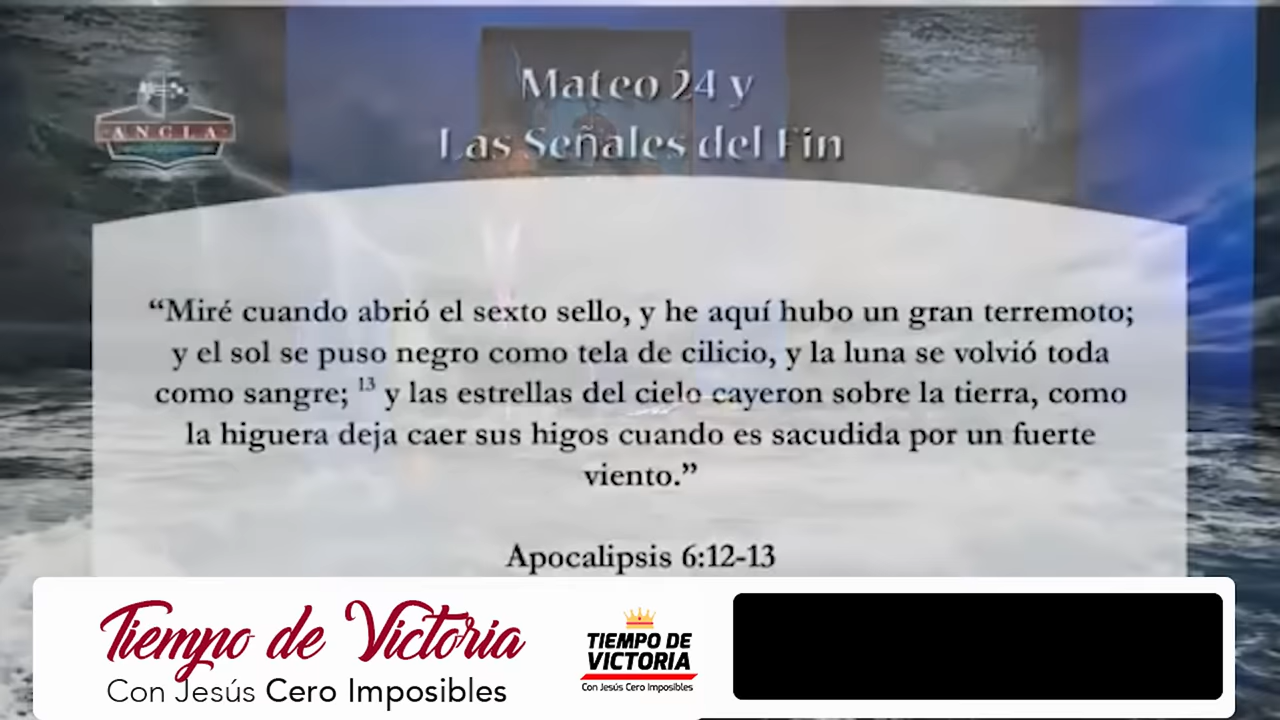 Mateo 24 y
Las Señales del Fin
ANCLA
“Miré cuando abrió el sexto sello, y he aquí hubo un gran terremoto;
y el sol se puso negro como tela de cilicio, y la luna se volvió toda
como sangre; 13 y las estrellas del cielo cayeron sobre la tierra, como
la higuera deja caer sus higos cuando es sacudida por un fuerte
viento.”
Apocalipsis 6:12-13
Tiempo de Victoria
Con Jesús Cero Imposibles
TIEMPO DE
VICTORIA
Con Jesús Cero Imposibles